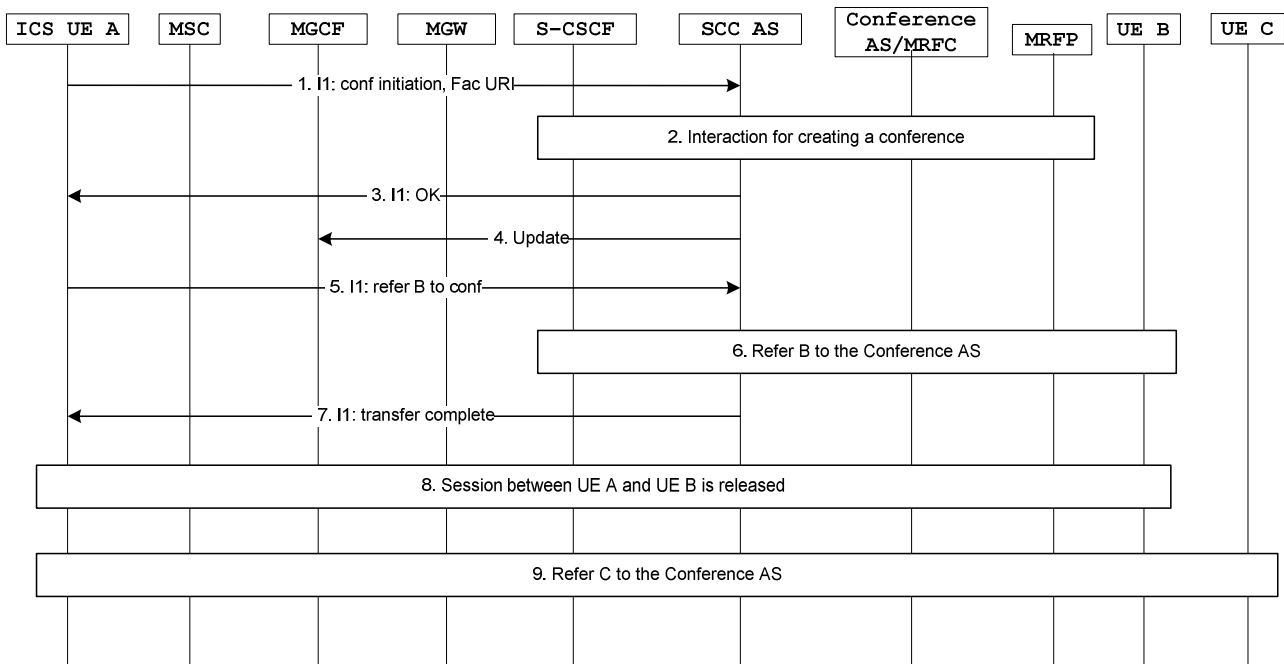 ICS UE A
MSC
MGCF
MGW
S-CSCF
SCC AS
Conference
AS/MRFC
MRFP
UE B
UE C
1. I1: conf initiation, Fac URI
2. Interaction for creating a conference
3. I1: OK
4. Update
5. I1: refer B to conf
6. Refer B to the Conference AS
7. I1: transfer complete
8. Session between UE A and UE B is released
9. Refer C to the Conference AS